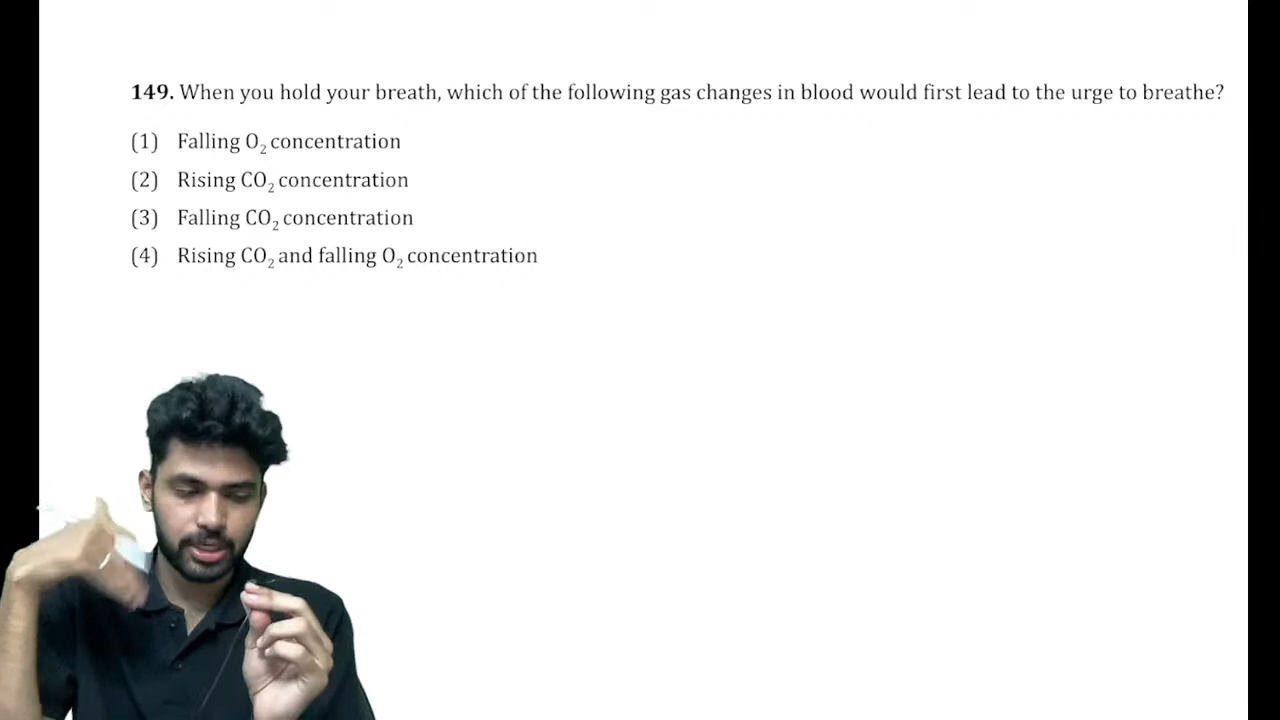 149. When you hold your breath, which of the following gas changes in blood would first lead to the urge to breathe?
(1) Falling O₂ concentration
(2) Rising CO₂ concentration
(3) Falling CO₂ concentration
(4) Rising CO₂ and falling O₂ concentration